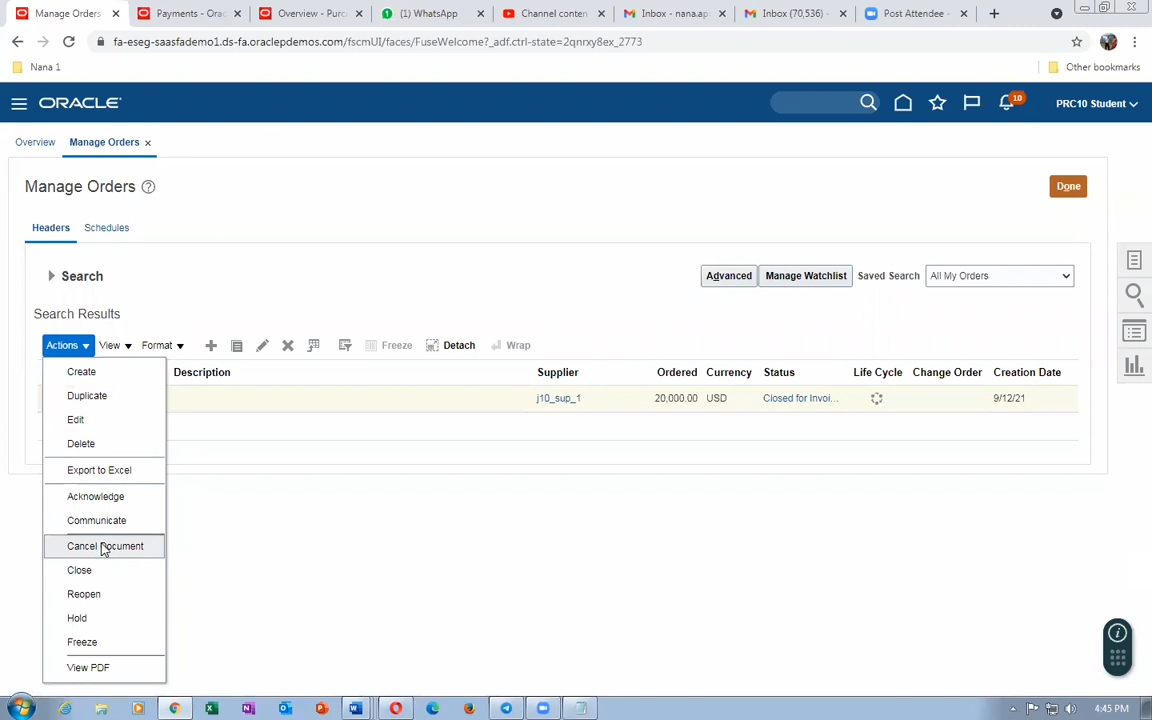 Manage Orders
Payments - Orac
Overview - Purc
(1) WhatsApp
Channel conten
Inbox - nana.ap
Inbox (70,536) -
Post Attendee -
fa-eseg-saasfademo1.ds-fa.oraclepdemos.com/fscmUI/faces/FuseWelcome?_adf.ctrl-state=2qnrxy8ex_2773
Nana 1
Other bookmarks
ORACLE
10
PRC10 Student
Overview
Manage Orders
Manage Orders
Done
Headers
Schedules
Search
Advanced
Manage Watchlist
Saved Search
All My Orders
Search Results
Actions
View
Format
Freeze
Detach
Wrap
Description
Supplier
Ordered
Currency
Status
Life Cycle
Change Order
Creation Date
j10_sup_1
20,000.00
USD
Closed for Invoi...
9/12/21
Create
Duplicate
Edit
Delete
Export to Excel
Acknowledge
Communicate
Cancel Document
Close
Reopen
Hold
Freeze
View PDF
4:45 PM